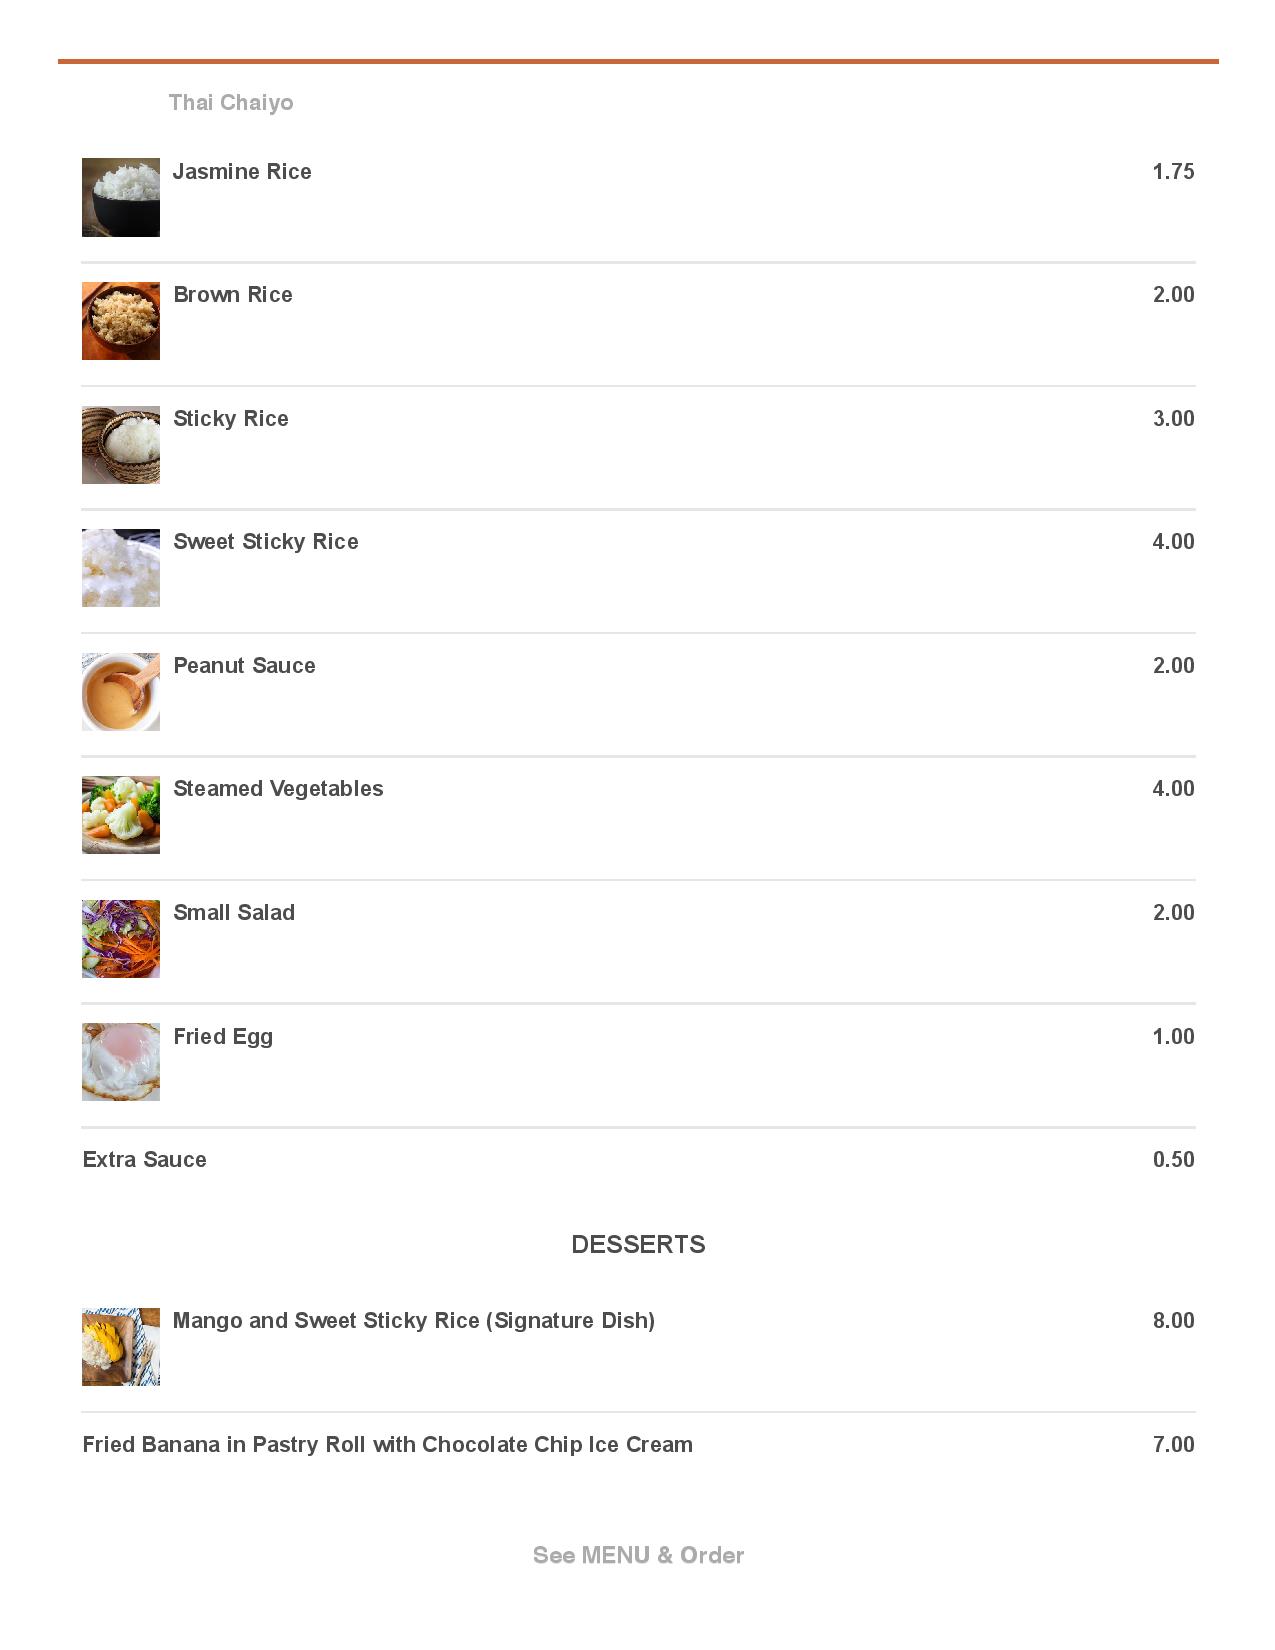 Thai Chaiyo
Jasmine Rice 1.75
Brown Rice 2.00
Sticky Rice 3.00
Sweet Sticky Rice 4.00
Peanut Sauce 2.00
Steamed Vegetables 4.00
Small Salad 2.00
Fried Egg 1.00
Extra Sauce 0.50
DESSERTS
Mango and Sweet Sticky Rice (Signature Dish) 8.00
Fried Banana in Pastry Roll with Chocolate Chip Ice Cream 7.00
See MENU & Order